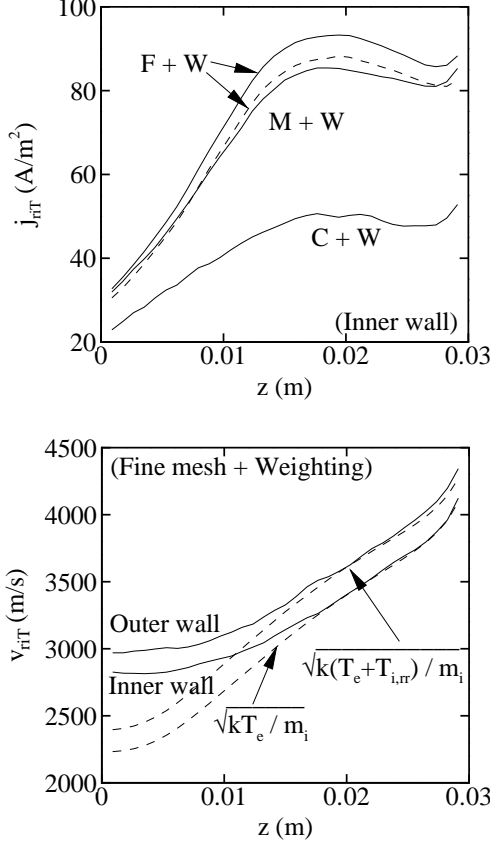 100
80
60
40
20
j_riT (A/m²)
F + W
M + W
C + W
(Inner wall)
0
0.01
0.02
0.03
z (m)
4500
4000
3500
3000
2500
2000
v_riT (m/s)
(Fine mesh + Weighting)
Outer wall
Inner wall
√k(T_e+T_i,rr) / m_i
√kT_e / m_i
0
0.01
0.02
0.03
z (m)